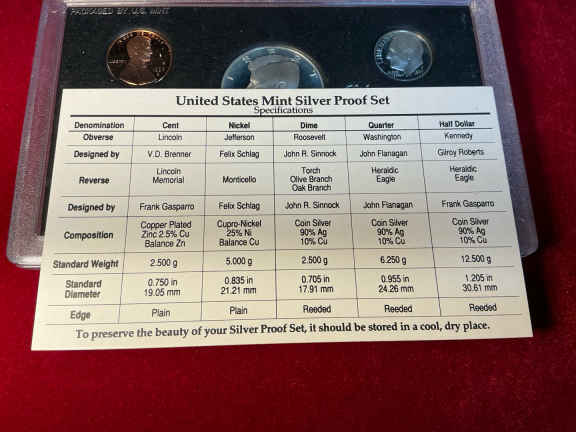 PACKAGED BY U.S. MINT
LIBERTY
LIBERTY
United States Mint Silver Proof Set
Specifications
Denomination Cent Nickel Dime Quarter Half Dollar
Obverse Lincoln Jefferson Roosevelt Washington Kennedy
Designed by V.D. Brenner Felix Schlag John R. Sinnock John Flanagan Gilroy Roberts
Reverse Lincoln Memorial Monticello Torch Olive Branch Oak Branch Heraldic Eagle Heraldic Eagle
Designed by Frank Gasparro Felix Schlag John R. Sinnock John Flanagan Frank Gasparro
Composition Copper Plated Zinc 2.5% Cu Balance Zn Cupro-Nickel 25% Ni Balance Cu Coin Silver 90% Ag 10% Cu Coin Silver 90% Ag 10% Cu Coin Silver 90% Ag 10% Cu
Standard Weight 2.500 g 5.000 g 2.500 g 6.250 g 12.500 g
Standard Diameter 0.750 in 19.05 mm 0.835 in 21.21 mm 0.705 in 17.91 mm 0.955 in 24.26 mm 1.205 in 30.61 mm
Edge Plain Plain Reeded Reeded Reeded
To preserve the beauty of your Silver Proof Set, it should be stored in a cool, dry place.